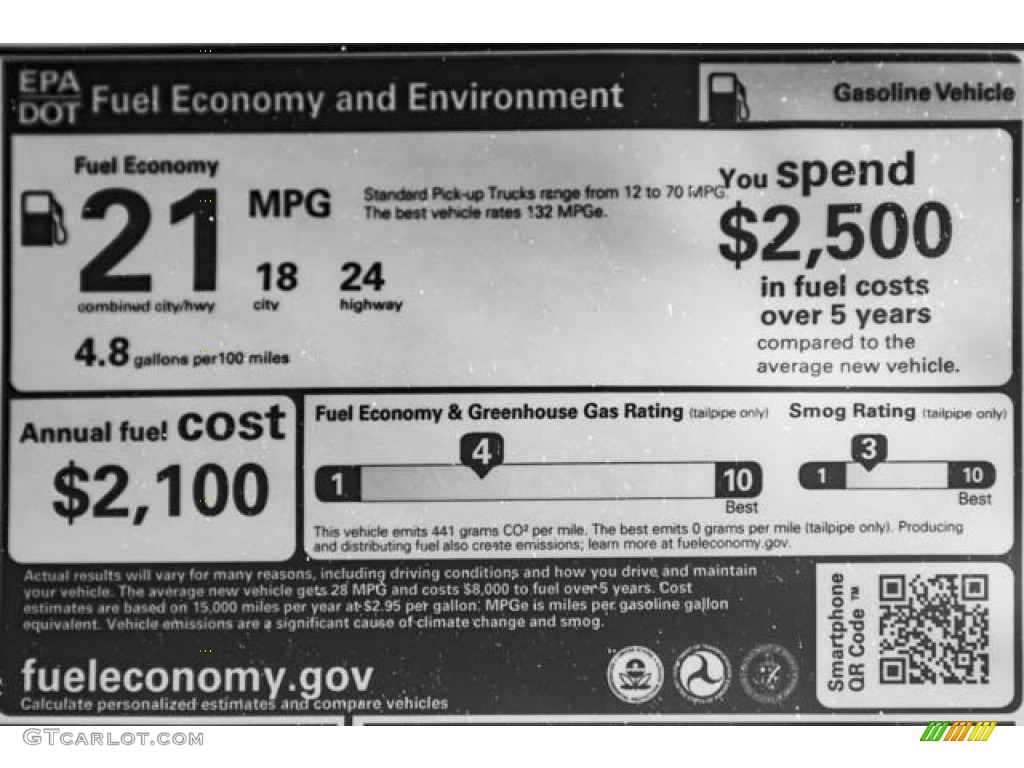 EPA
DOT
Fuel Economy and Environment
Gasoline Vehicle
Fuel Economy
21
MPG
Standard Pick-up Trucks range from 12 to 70 MPG.
The best vehicle rates 132 MPGe.
combined city/hwy
18
city
24
highway
4.8 gallons per100 miles
You spend
$2,500
in fuel costs
over 5 years
compared to the
average new vehicle.
Annual fuel cost
$2,100
Fuel Economy & Greenhouse Gas Rating (tailpipe only)
4
1
10
Best
Smog Rating (tailpipe only)
3
1
10
Best
This vehicle emits 441 grams CO² per mile. The best emits 0 grams per mile (tailpipe only). Producing
and distributing fuel also create emissions; learn more at fueleconomy.gov.
Actual results will vary for many reasons, including driving conditions and how you drive and maintain
your vehicle. The average new vehicle gets 28 MPG and costs $8,000 to fuel over 5 years. Cost
estimates are based on 15,000 miles per year at $2.95 per gallon. MPGe is miles per gasoline gallon
equivalent. Vehicle emissions are a significant cause of climate change and smog.
fueleconomy.gov
Calculate personalized estimates and compare vehicles
Smartphone
QR Code ™
GTCARLOT.COM